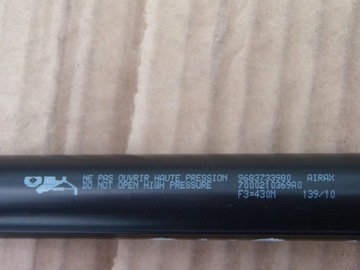 NE PAS OUVRIR HAUTE PRESSION 9683733980 AIRAX
DO NOT OPEN HIGH PRESSURE 7000210369A0
F3=430N 139/10